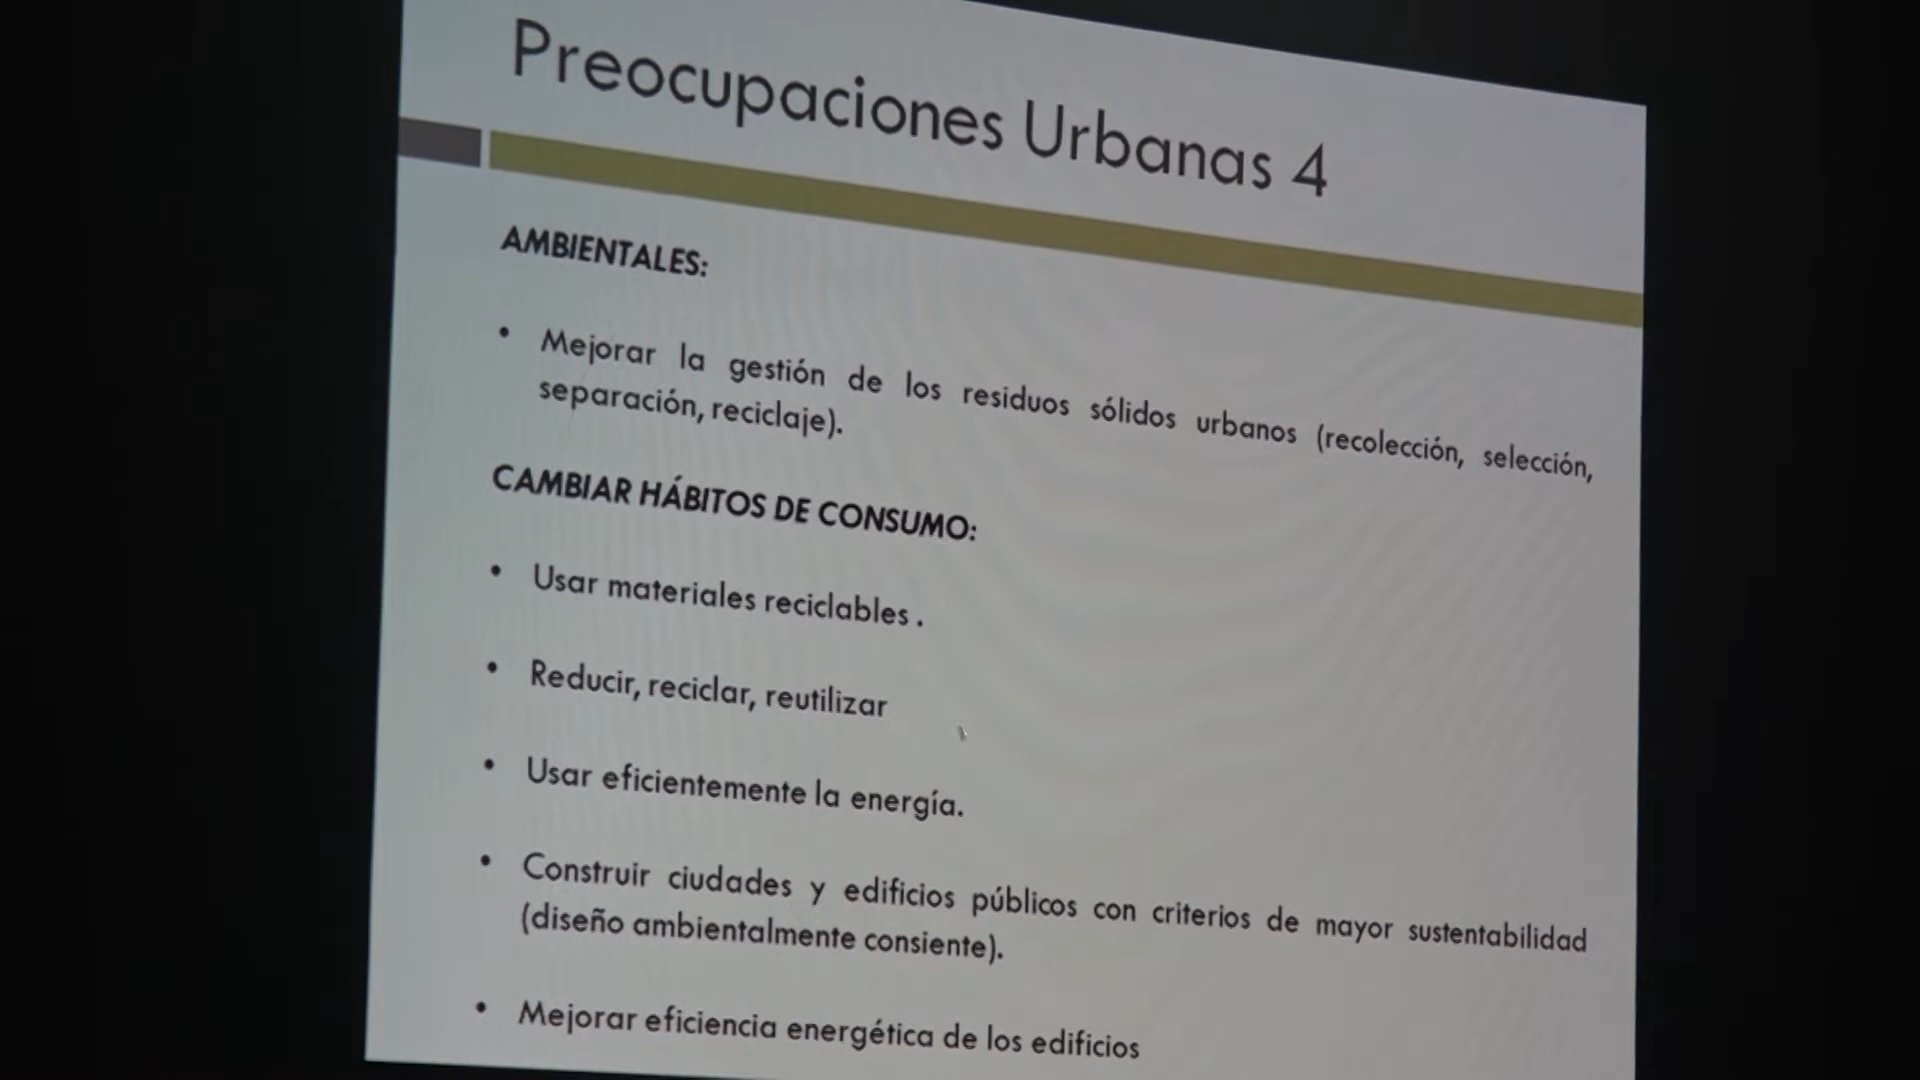 Preocupaciones Urbanas 4
AMBIENTALES:
• Mejorar la gestión de los residuos sólidos urbanos (recolección, selección,
separación, reciclaje).
CAMBIAR HÁBITOS DE CONSUMO:
• Usar materiales reciclables .
• Reducir, reciclar, reutilizar
• Usar eficientemente la energía.
• Construir ciudades y edificios públicos con criterios de mayor sustentabilidad
(diseño ambientalmente consiente).
• Mejorar eficiencia energética de los edificios